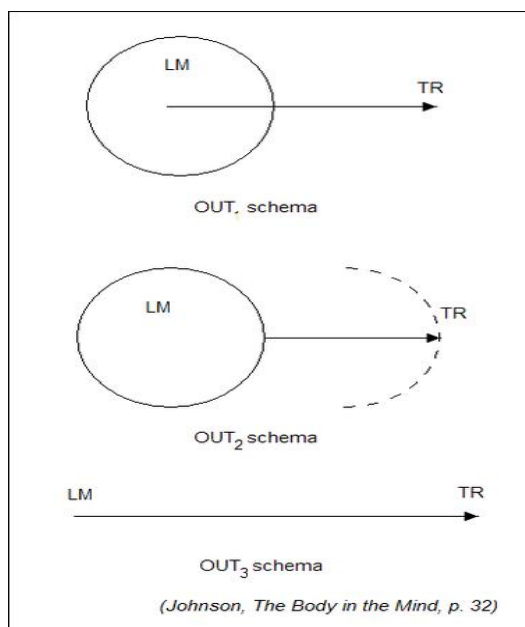 LM
TR
OUT₁ schema
LM
TR
OUT₂ schema
LM TR
OUT₃ schema
(Johnson, The Body in the Mind, p. 32)